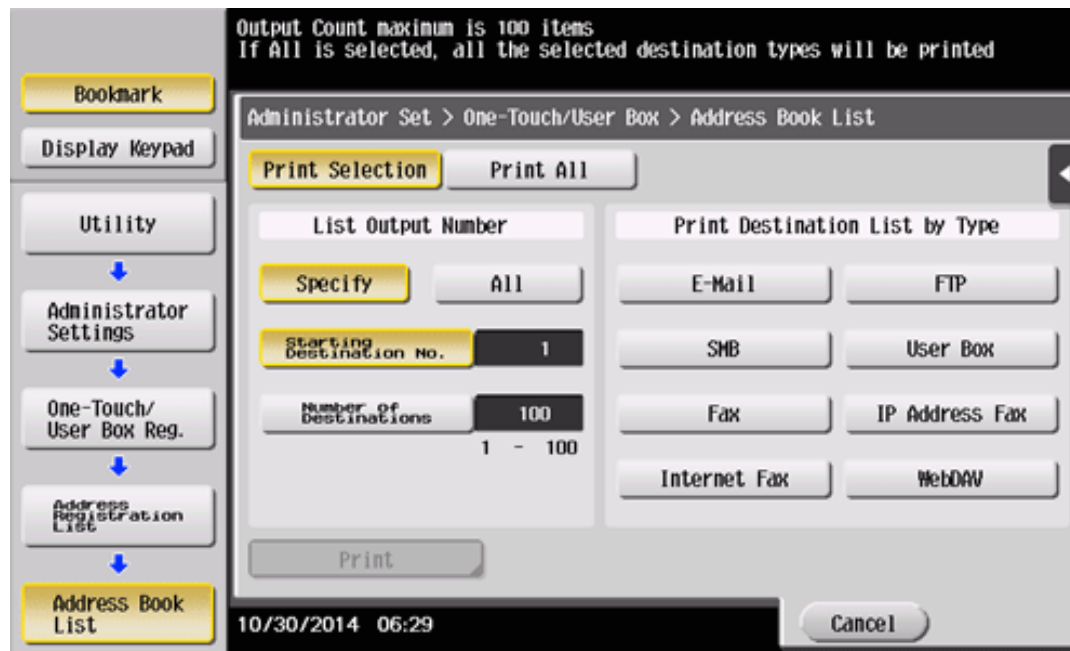 Output Count maximum is 100 items
If All is selected, all the selected destination types will be printed
Bookmark
Display Keypad
Utility
Administrator
Settings
One-Touch/
User Box Reg.
Address
Registration
List
Address Book
List
Administrator Set > One-Touch/User Box > Address Book List
Print Selection
Print All
List Output Number
Specify
All
Starting
Destination No.
1
Number of
Destinations
100
1 - 100
Print Destination List by Type
E-Mail
FTP
SMB
User Box
Fax
IP Address Fax
Internet Fax
WebDAV
Print
10/30/2014 06:29
Cancel